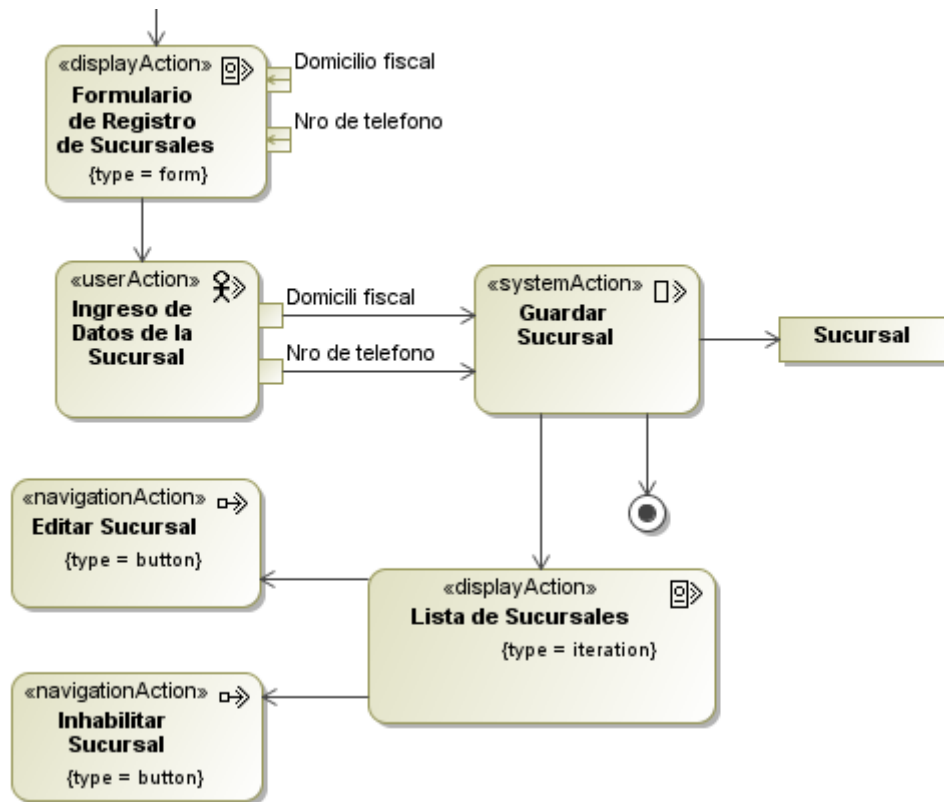 «displayAction»
Formulario
de Registro
de Sucursales
{type = form}
Domicilio fiscal
Nro de telefono
«userAction»
Ingreso de
Datos de la
Sucursal
Domicili fiscal
Nro de telefono
«systemAction»
Guardar
Sucursal
Sucursal
«navigationAction»
Editar Sucursal
{type = button}
«displayAction»
Lista de Sucursales
{type = iteration}
«navigationAction»
Inhabilitar
Sucursal
{type = button}